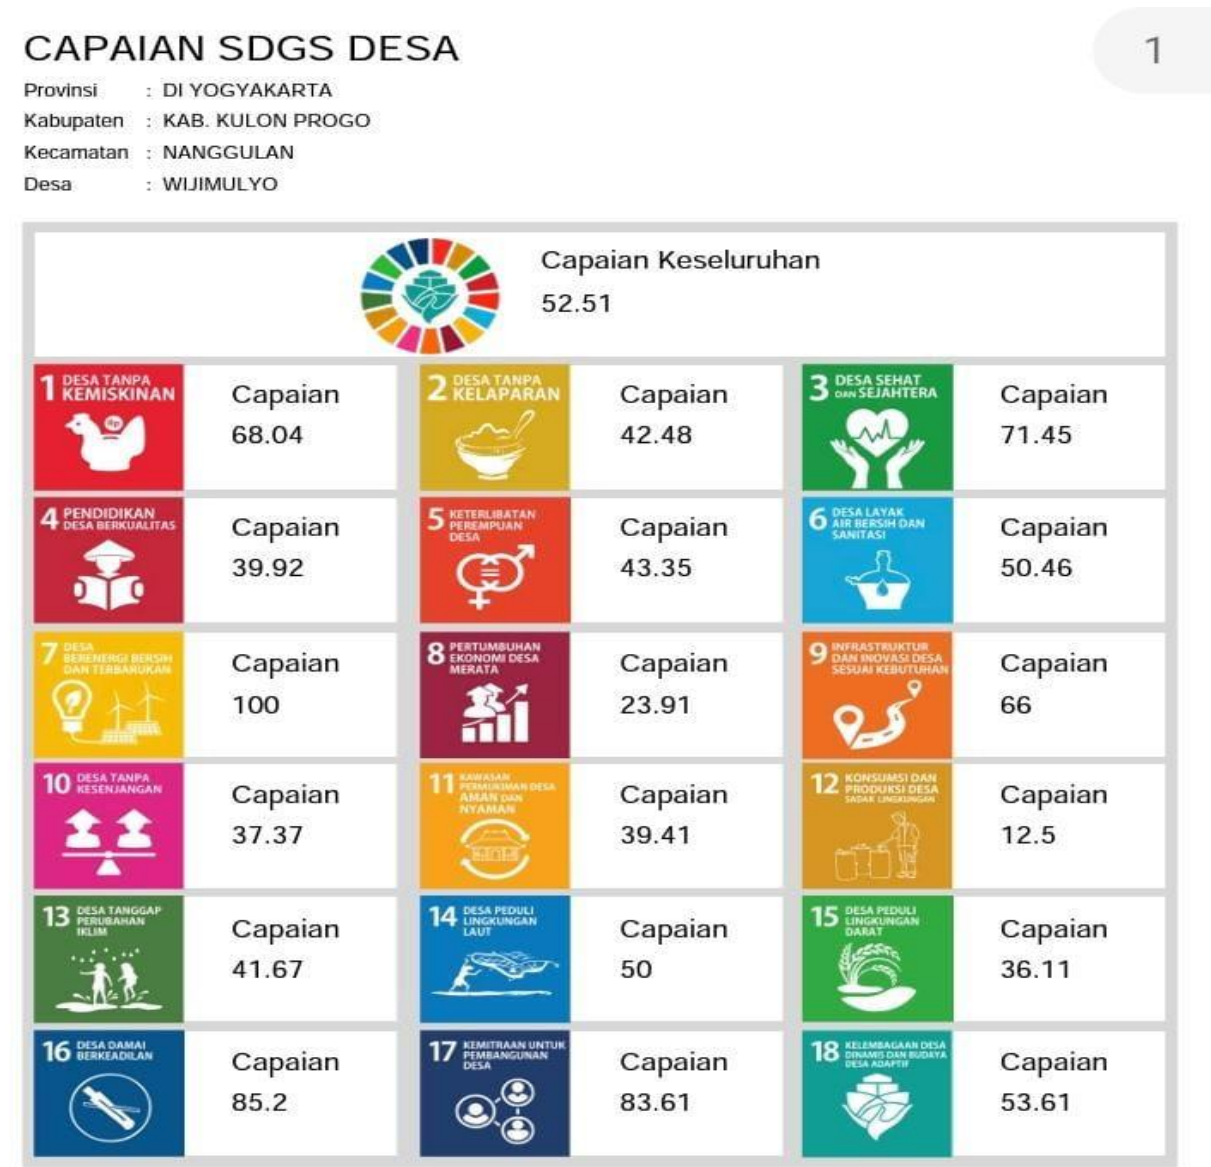 CAPAIAN SDGS DESA
1
Provinsi : DI YOGYAKARTA
Kabupaten : KAB. KULON PROGO
Kecamatan : NANGGULAN
Desa : WIJIMULYO
Capaian Keseluruhan
52.51
1 DESA TANPA
KEMISKINAN
Rp
Capaian
68.04
2 DESA TANPA
KELAPARAN
Capaian
42.48
3 DESA SEHAT
DAN SEJAHTERA
Capaian
71.45
4 PENDIDIKAN
DESA BERKUALITAS
Capaian
39.92
5 KETERLIBATAN
PEREMPUAN
DESA
Capaian
43.35
6 DESA LAYAK
AIR BERSIH DAN
SANITASI
Capaian
50.46
7 DESA
BERENERGI BERSIH
DAN TERBARUKAN
Capaian
100
8 PERTUMBUHAN
EKONOMI DESA
MERATA
Capaian
23.91
9 INFRASTRUKTUR
DAN INOVASI DESA
SESUAI KEBUTUHAN
Capaian
66
10 DESA TANPA
KESENJANGAN
Capaian
37.37
11 KAWASAN
PERMUKIMAN DESA
AMAN DAN
NYAMAN
Capaian
39.41
12 KONSUMSI DAN
PRODUKSI DESA
SADAR LINGKUNGAN
Capaian
12.5
13 DESA TANGGAP
PERUBAHAN
IKLIM
Capaian
41.67
14 DESA PEDULI
LINGKUNGAN
LAUT
Capaian
50
15 DESA PEDULI
LINGKUNGAN
DARAT
Capaian
36.11
16 DESA DAMAI
BERKEADILAN
Capaian
85.2
17 KEMITRAAN UNTUK
PEMBANGUNAN
DESA
Capaian
83.61
18 KELEMBAGAAN DESA
DINAMIS DAN BUDAYA
DESA ADAPTIF
Capaian
53.61